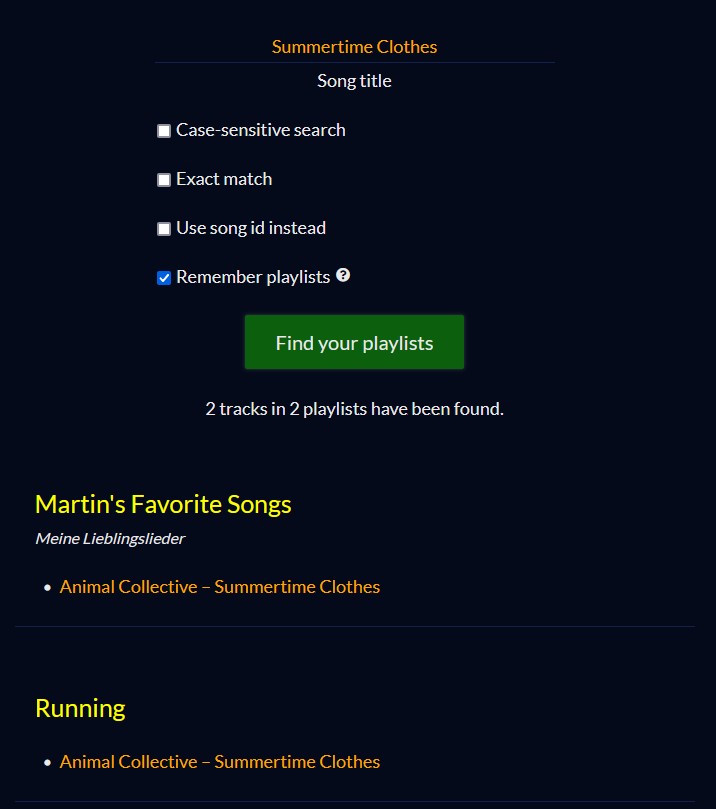 Summertime Clothes
Song title
Case-sensitive search
Exact match
Use song id instead
Remember playlists ?
Find your playlists
2 tracks in 2 playlists have been found.
Martin's Favorite Songs
Meine Lieblingslieder
• Animal Collective – Summertime Clothes
Running
• Animal Collective – Summertime Clothes